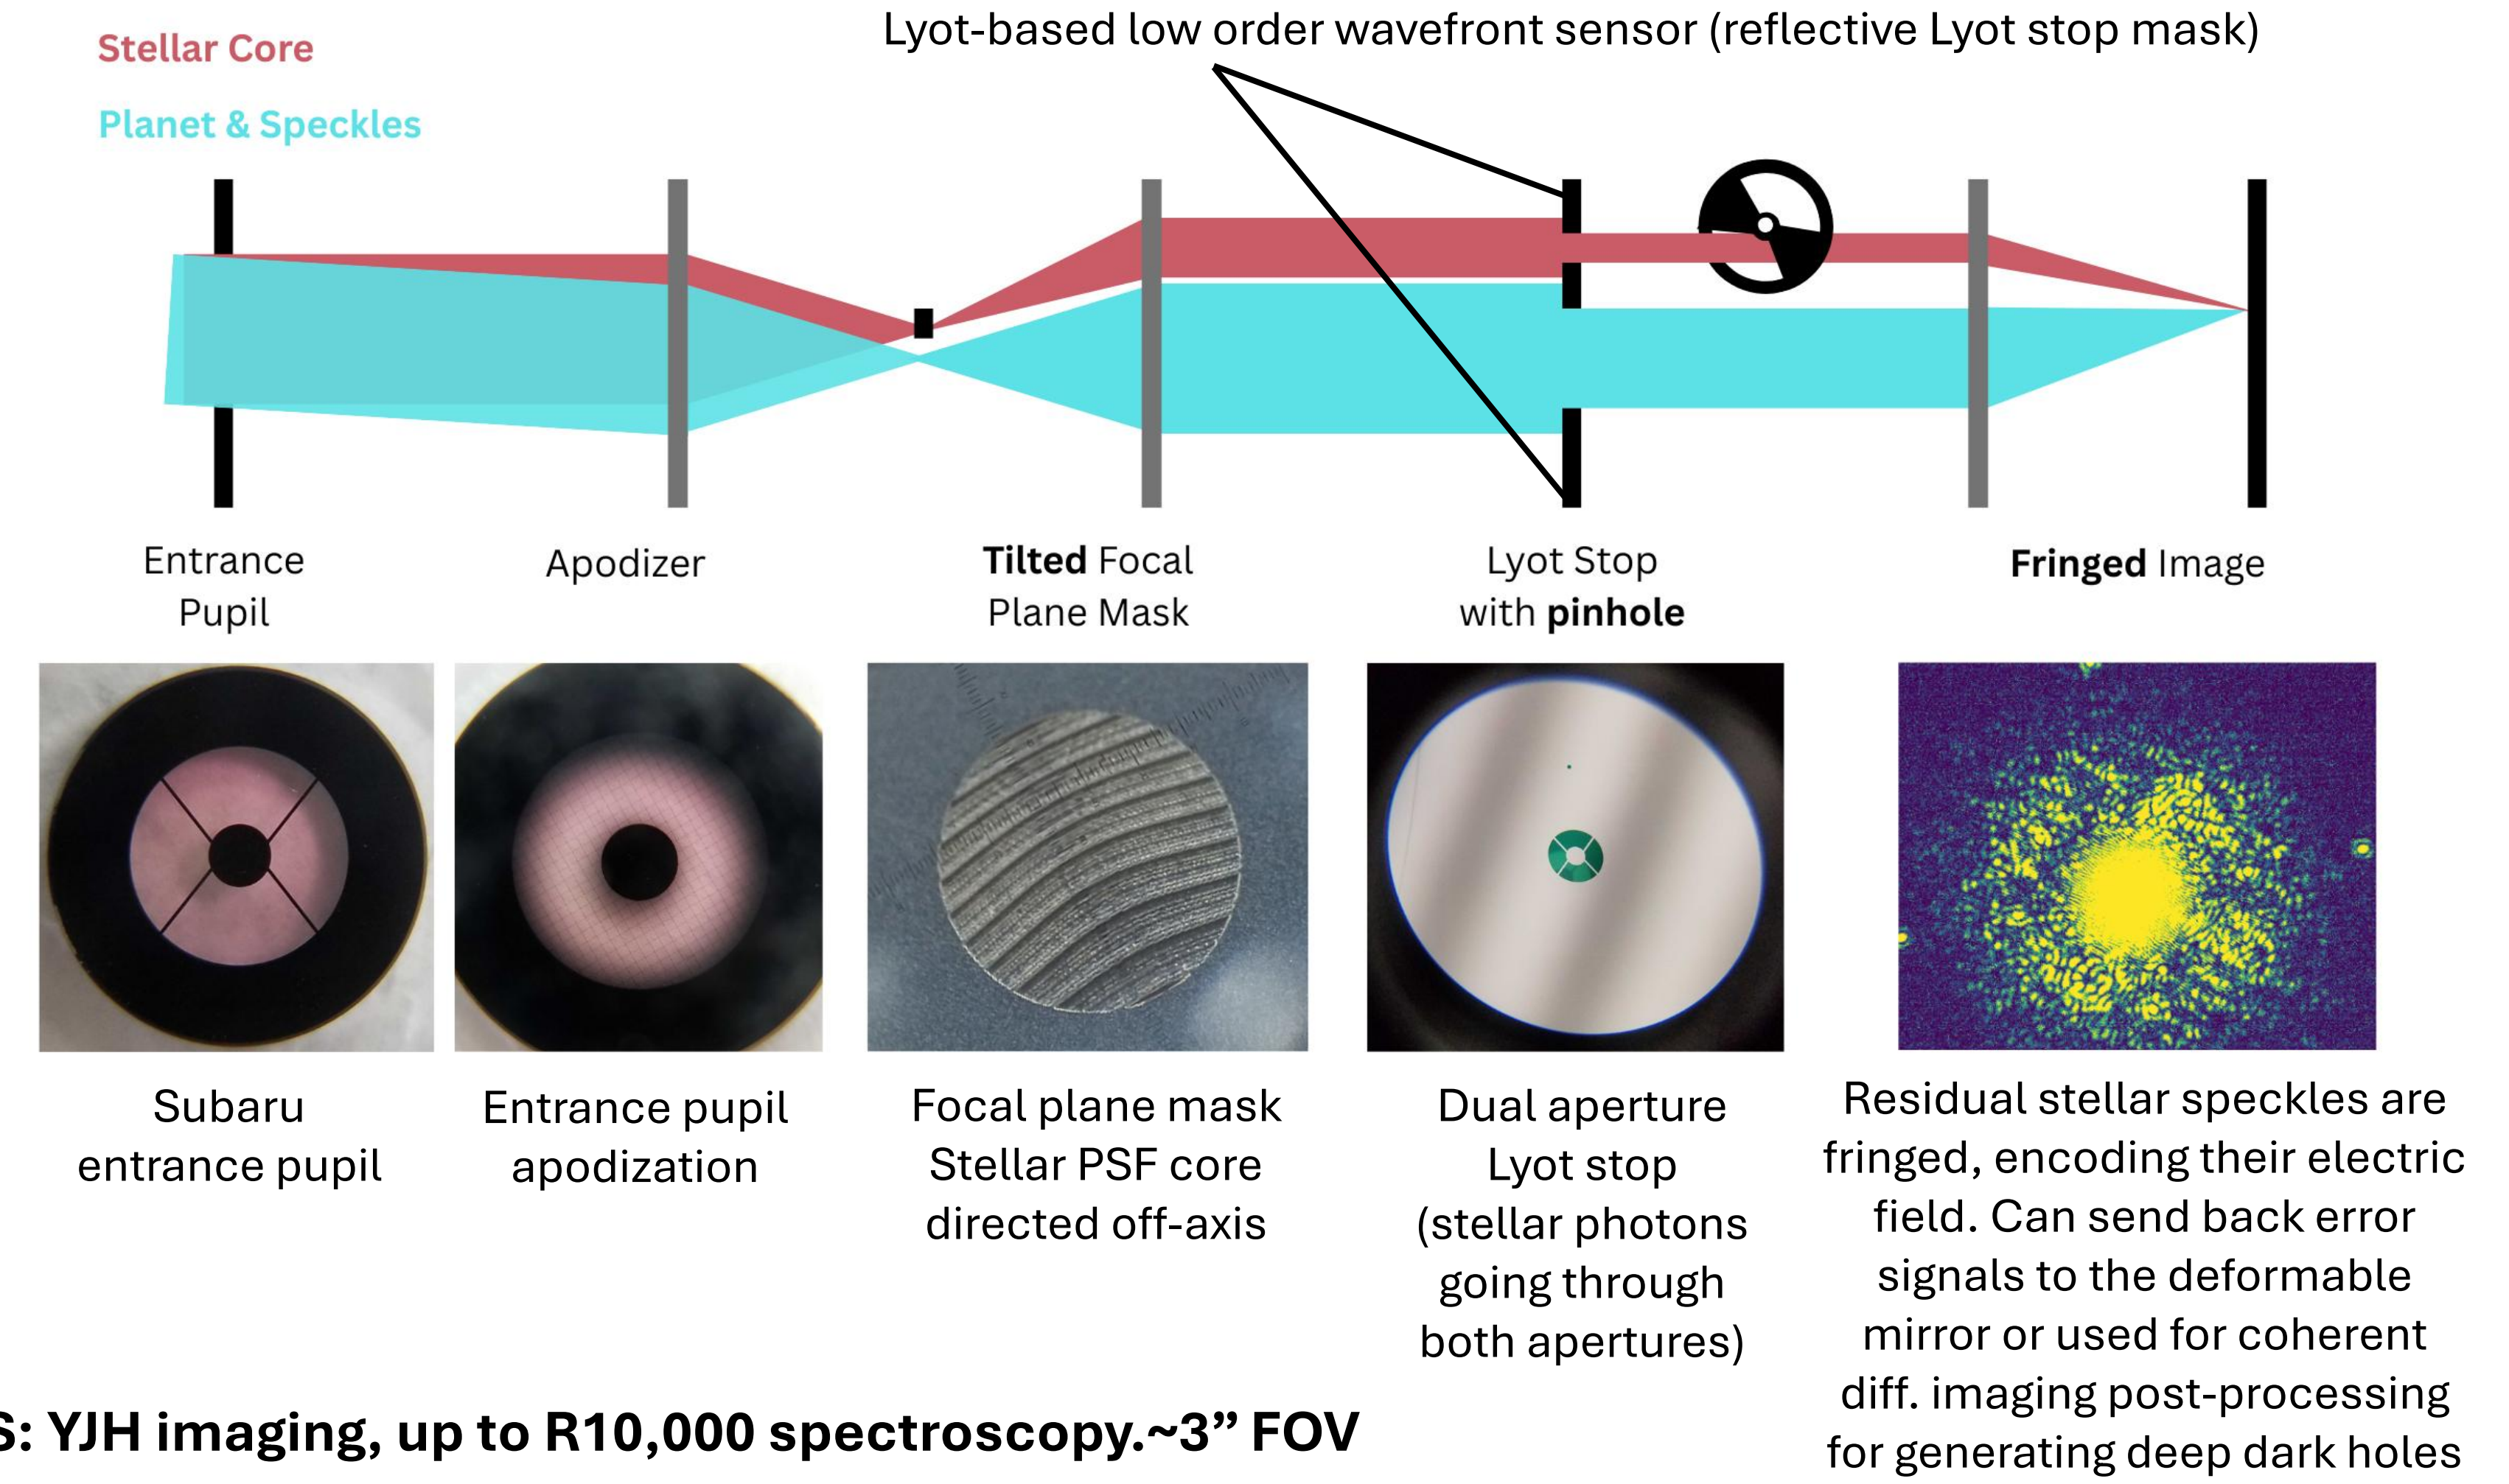 Lyot-based low order wavefront sensor (reflective Lyot stop mask)
Stellar Core
Planet & Speckles
Entrance
Pupil
Apodizer
Tilted Focal
Plane Mask
Lyot Stop
with pinhole
Fringed Image
Subaru
entrance pupil
Entrance pupil
apodization
Focal plane mask
Stellar PSF core
directed off-axis
Dual aperture
Lyot stop
(stellar photons
going through
both apertures)
Residual stellar speckles are
fringed, encoding their electric
field. Can send back error
signals to the deformable
mirror or used for coherent
diff. imaging post-processing
for generating deep dark holes
S: YJH imaging, up to R10,000 spectroscopy.~3” FOV